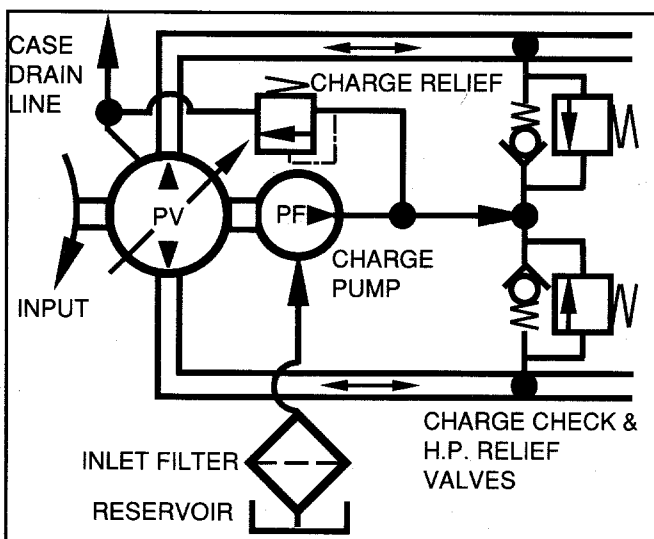 CASE
DRAIN
LINE
CHARGE RELIEF
PV
PF
CHARGE
PUMP
INPUT
INLET FILTER
RESERVOIR
CHARGE CHECK &
H.P. RELIEF
VALVES